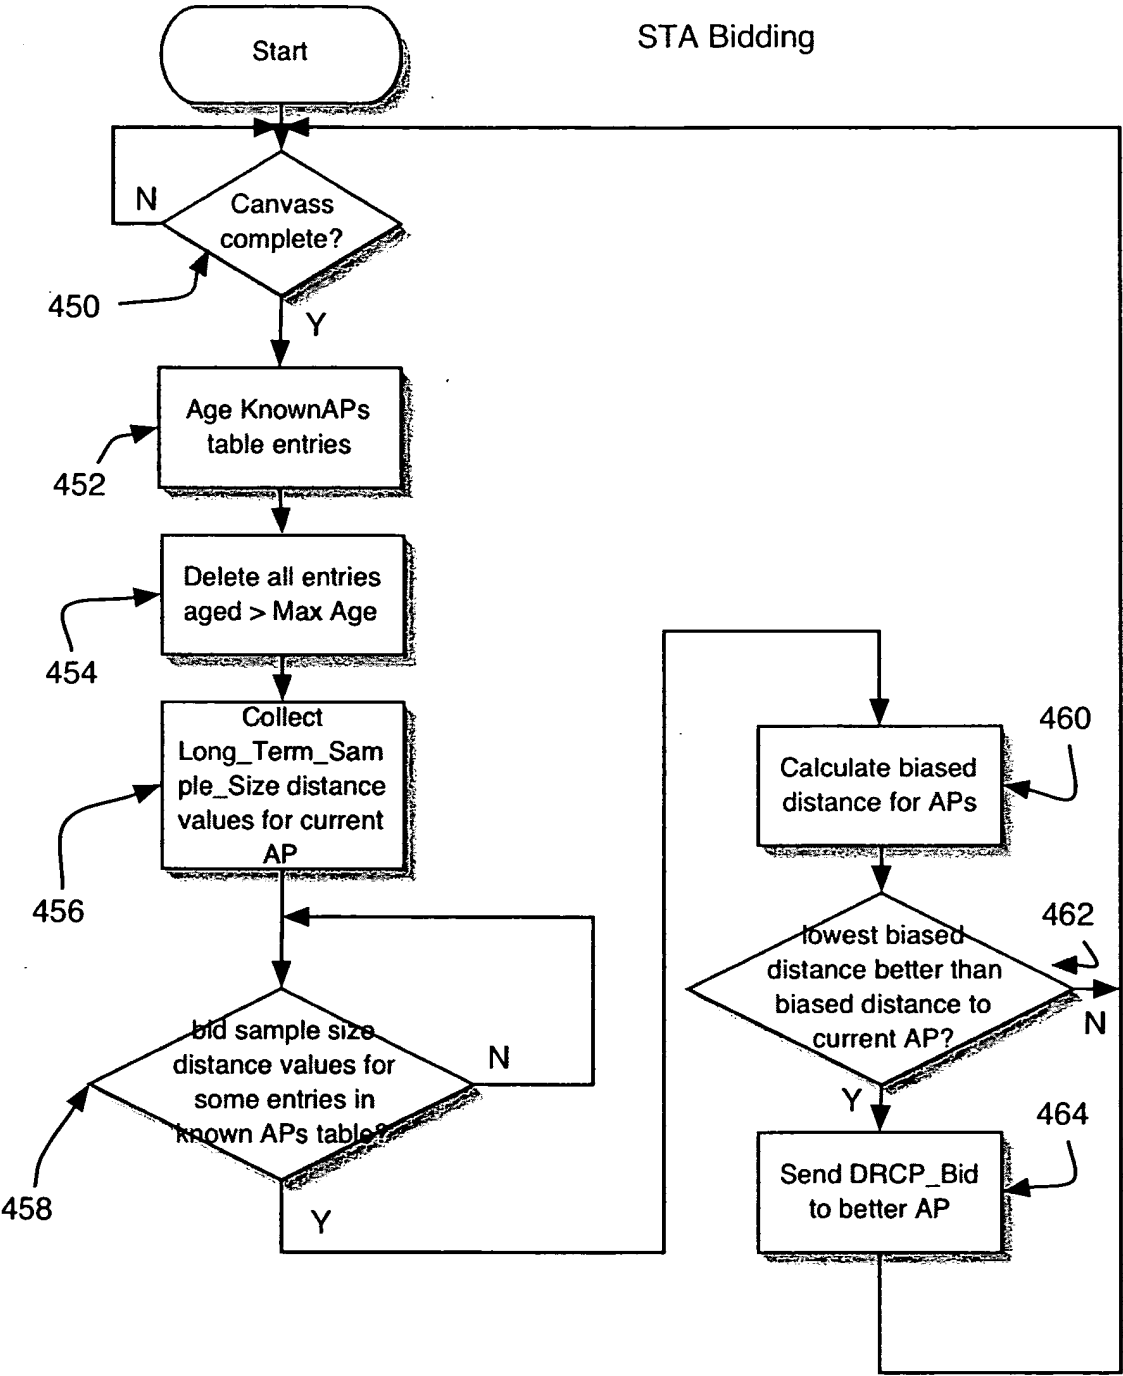 STA Bidding
Start
N
Canvass
complete?
450
Y
Age KnownAPs
table entries
452
Delete all entries
aged > Max Age
454
Collect
Long_Term_Sam
ple_Size distance
values for current
AP
456
bid sample size
distance values for
some entries in
known APs table?
N
458
Y
460
Calculate biased
distance for APs
462
lowest biased
distance better than
biased distance to
current AP?
N
Y
464
Send DRCP_Bid
to better AP